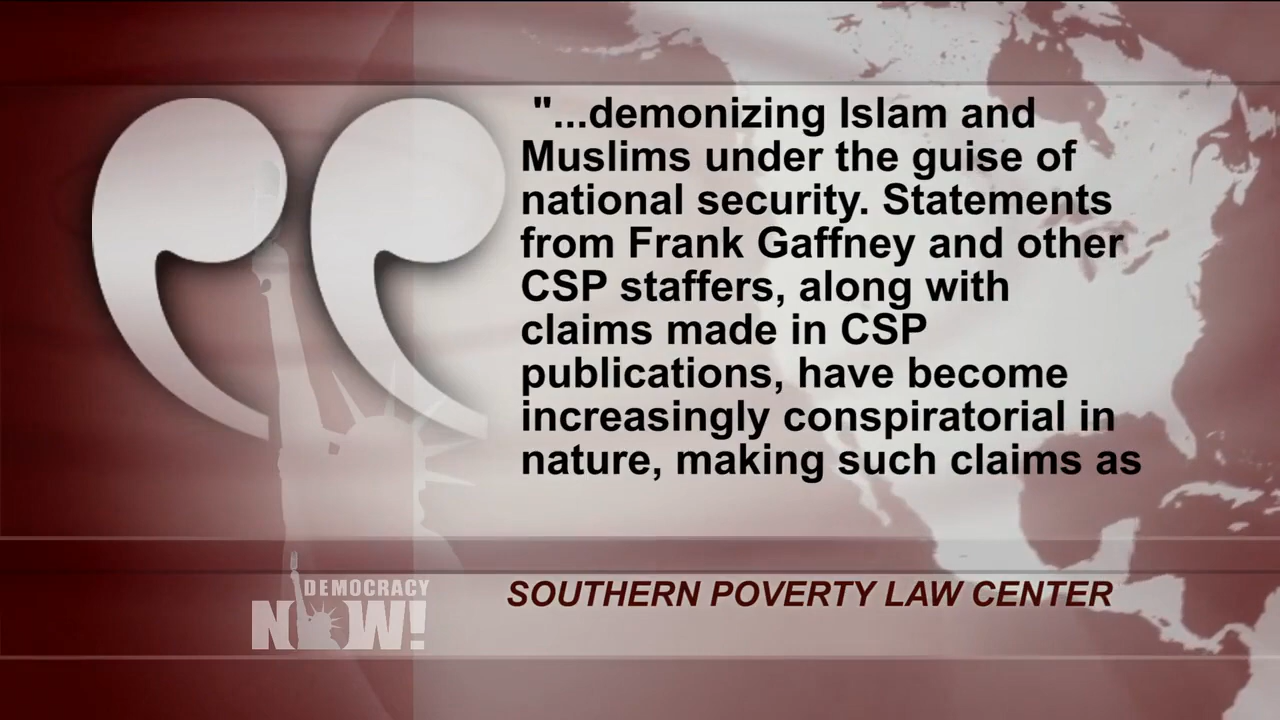 "...demonizing Islam and
Muslims under the guise of
national security. Statements
from Frank Gaffney and other
CSP staffers, along with
claims made in CSP
publications, have become
increasingly conspiratorial in
nature, making such claims as
SOUTHERN POVERTY LAW CENTER
DEMOCRACY
NOW!